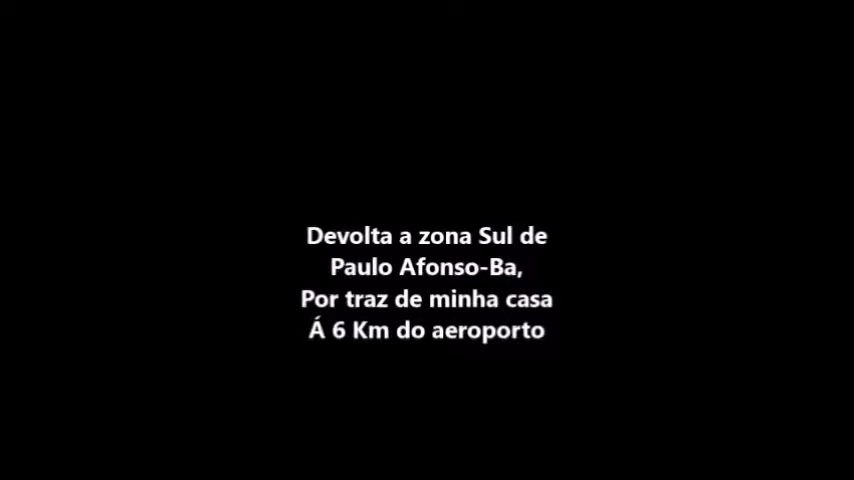 Devolta a zona Sul de
Paulo Afonso-Ba,
Por traz de minha casa
Á 6 Km do aeroporto